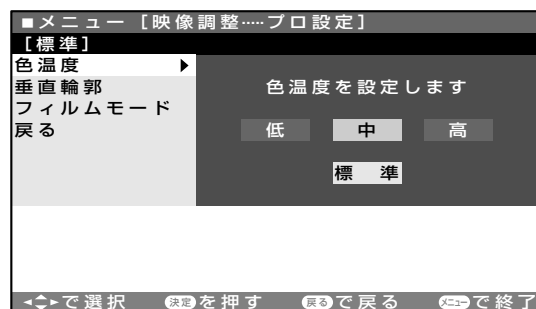 ■メニュー [映像調整……プロ設定]
[標準]
色温度 ▶
垂直輪郭
フィルムモード
戻る
色温度を設定します
低 中 高
標 準
で選択 決定を押す 戻るで戻る メニューで終了